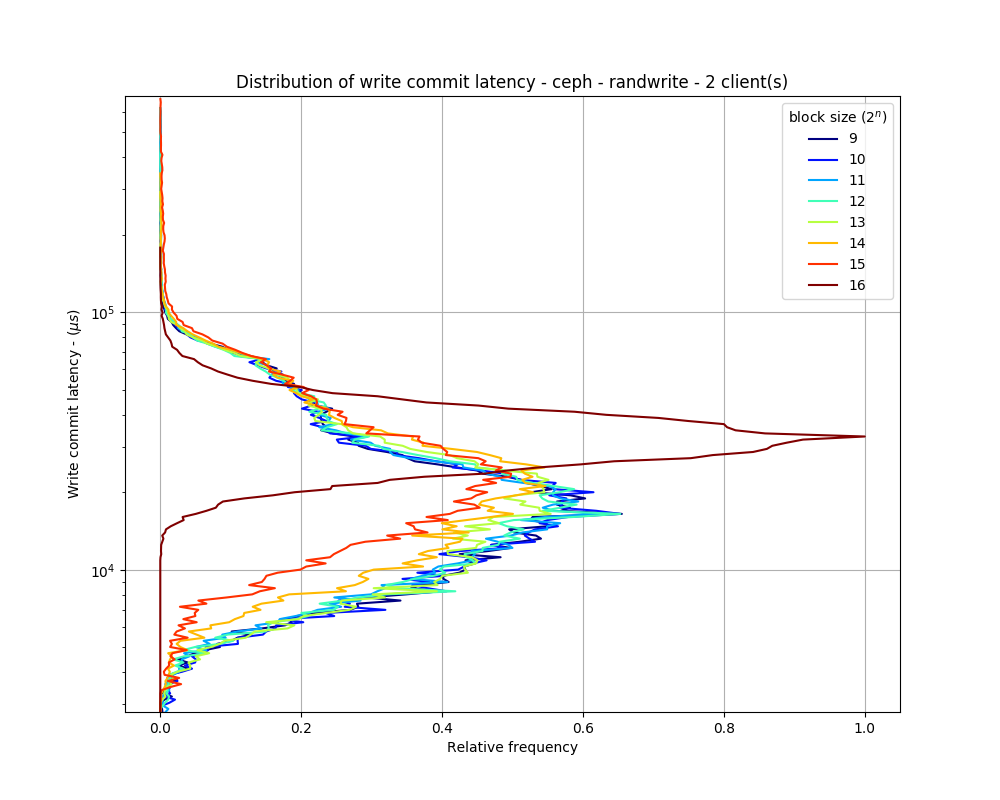 Distribution of write commit latency - ceph - randwrite - 2 client(s)
block size (2ⁿ)
9
10
11
12
13
14
15
16
Write commit latency - (µs)
10⁵
10⁴
0.0 0.2 0.4 0.6 0.8 1.0
Relative frequency